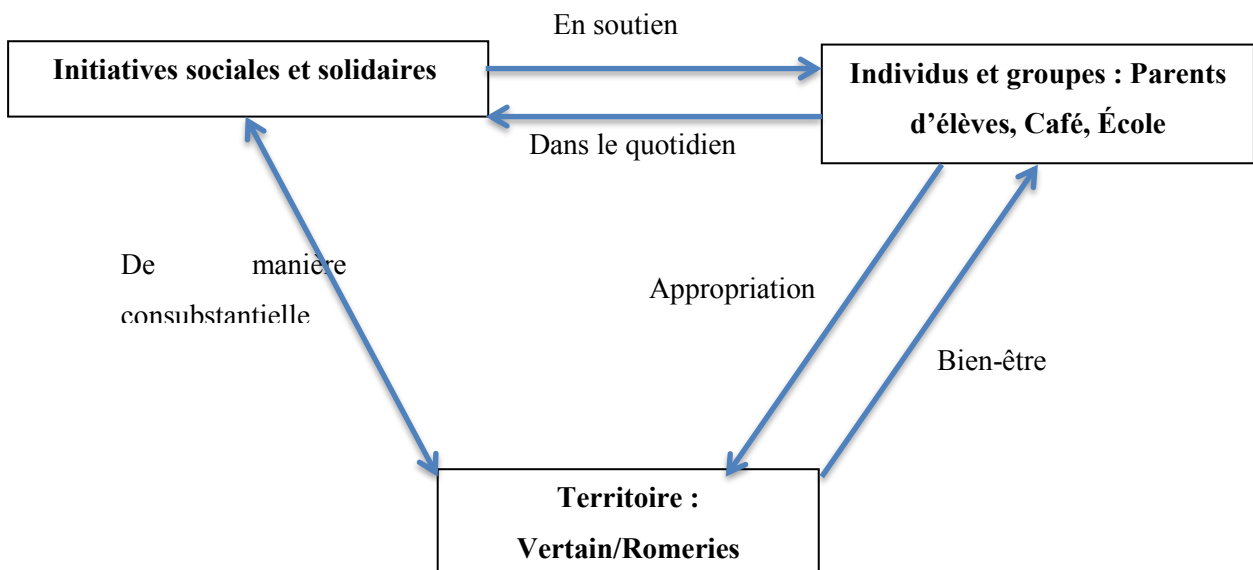 En soutien
Initiatives sociales et solidaires
Individus et groupes : Parents
d’élèves, Café, École
Dans le quotidien
De manière
consubstantielle
Appropriation
Bien-être
Territoire :
Vertain/Romeries